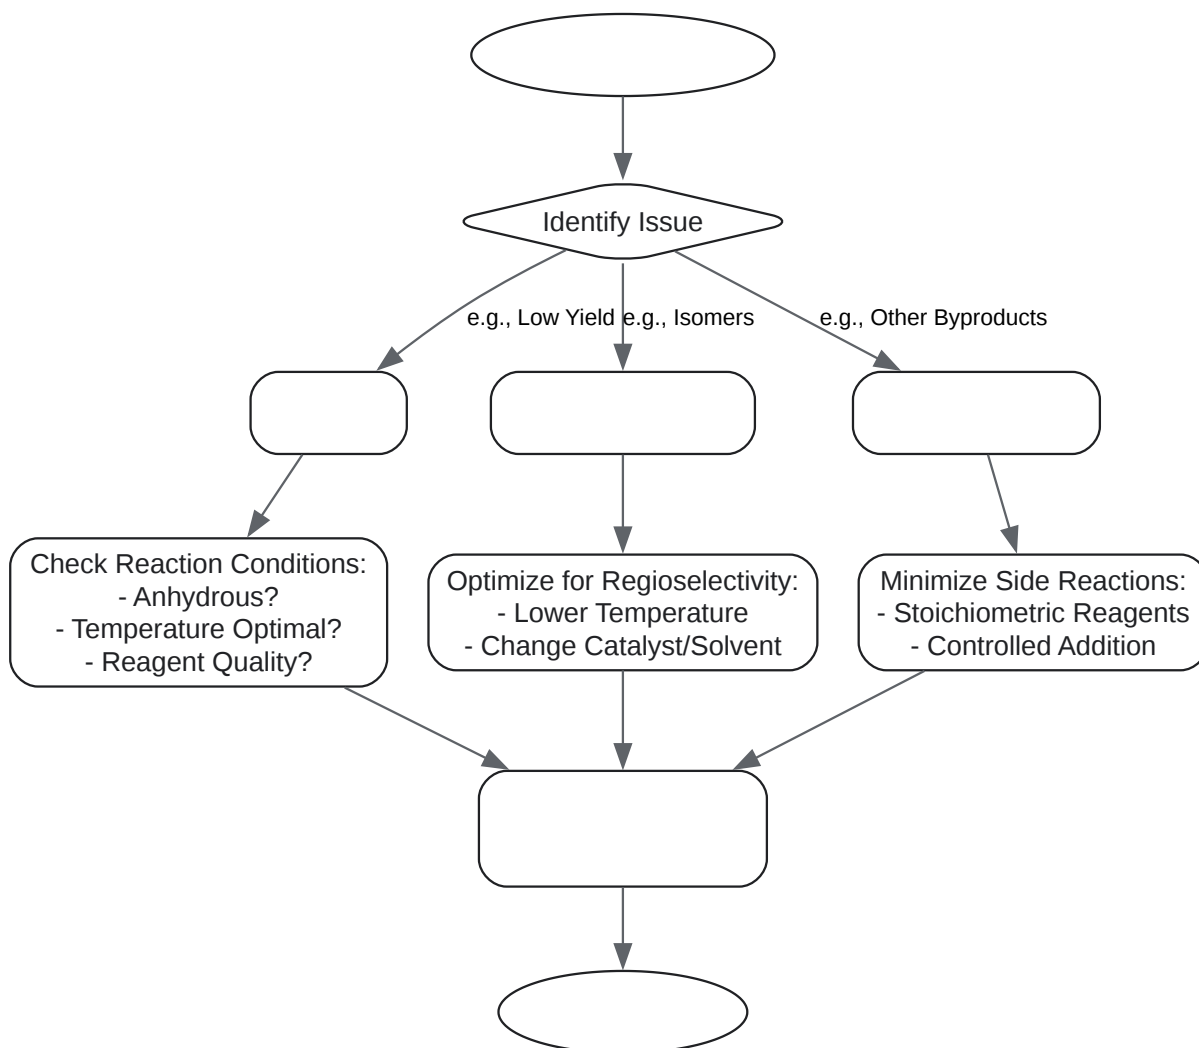 Identify Issue
e.g., Low Yield
e.g., Isomers
e.g., Other Byproducts
Check Reaction Conditions:
- Anhydrous?
- Temperature Optimal?
- Reagent Quality?
Optimize for Regioselectivity:
- Lower Temperature
- Change Catalyst/Solvent
Minimize Side Reactions:
- Stoichiometric Reagents
- Controlled Addition